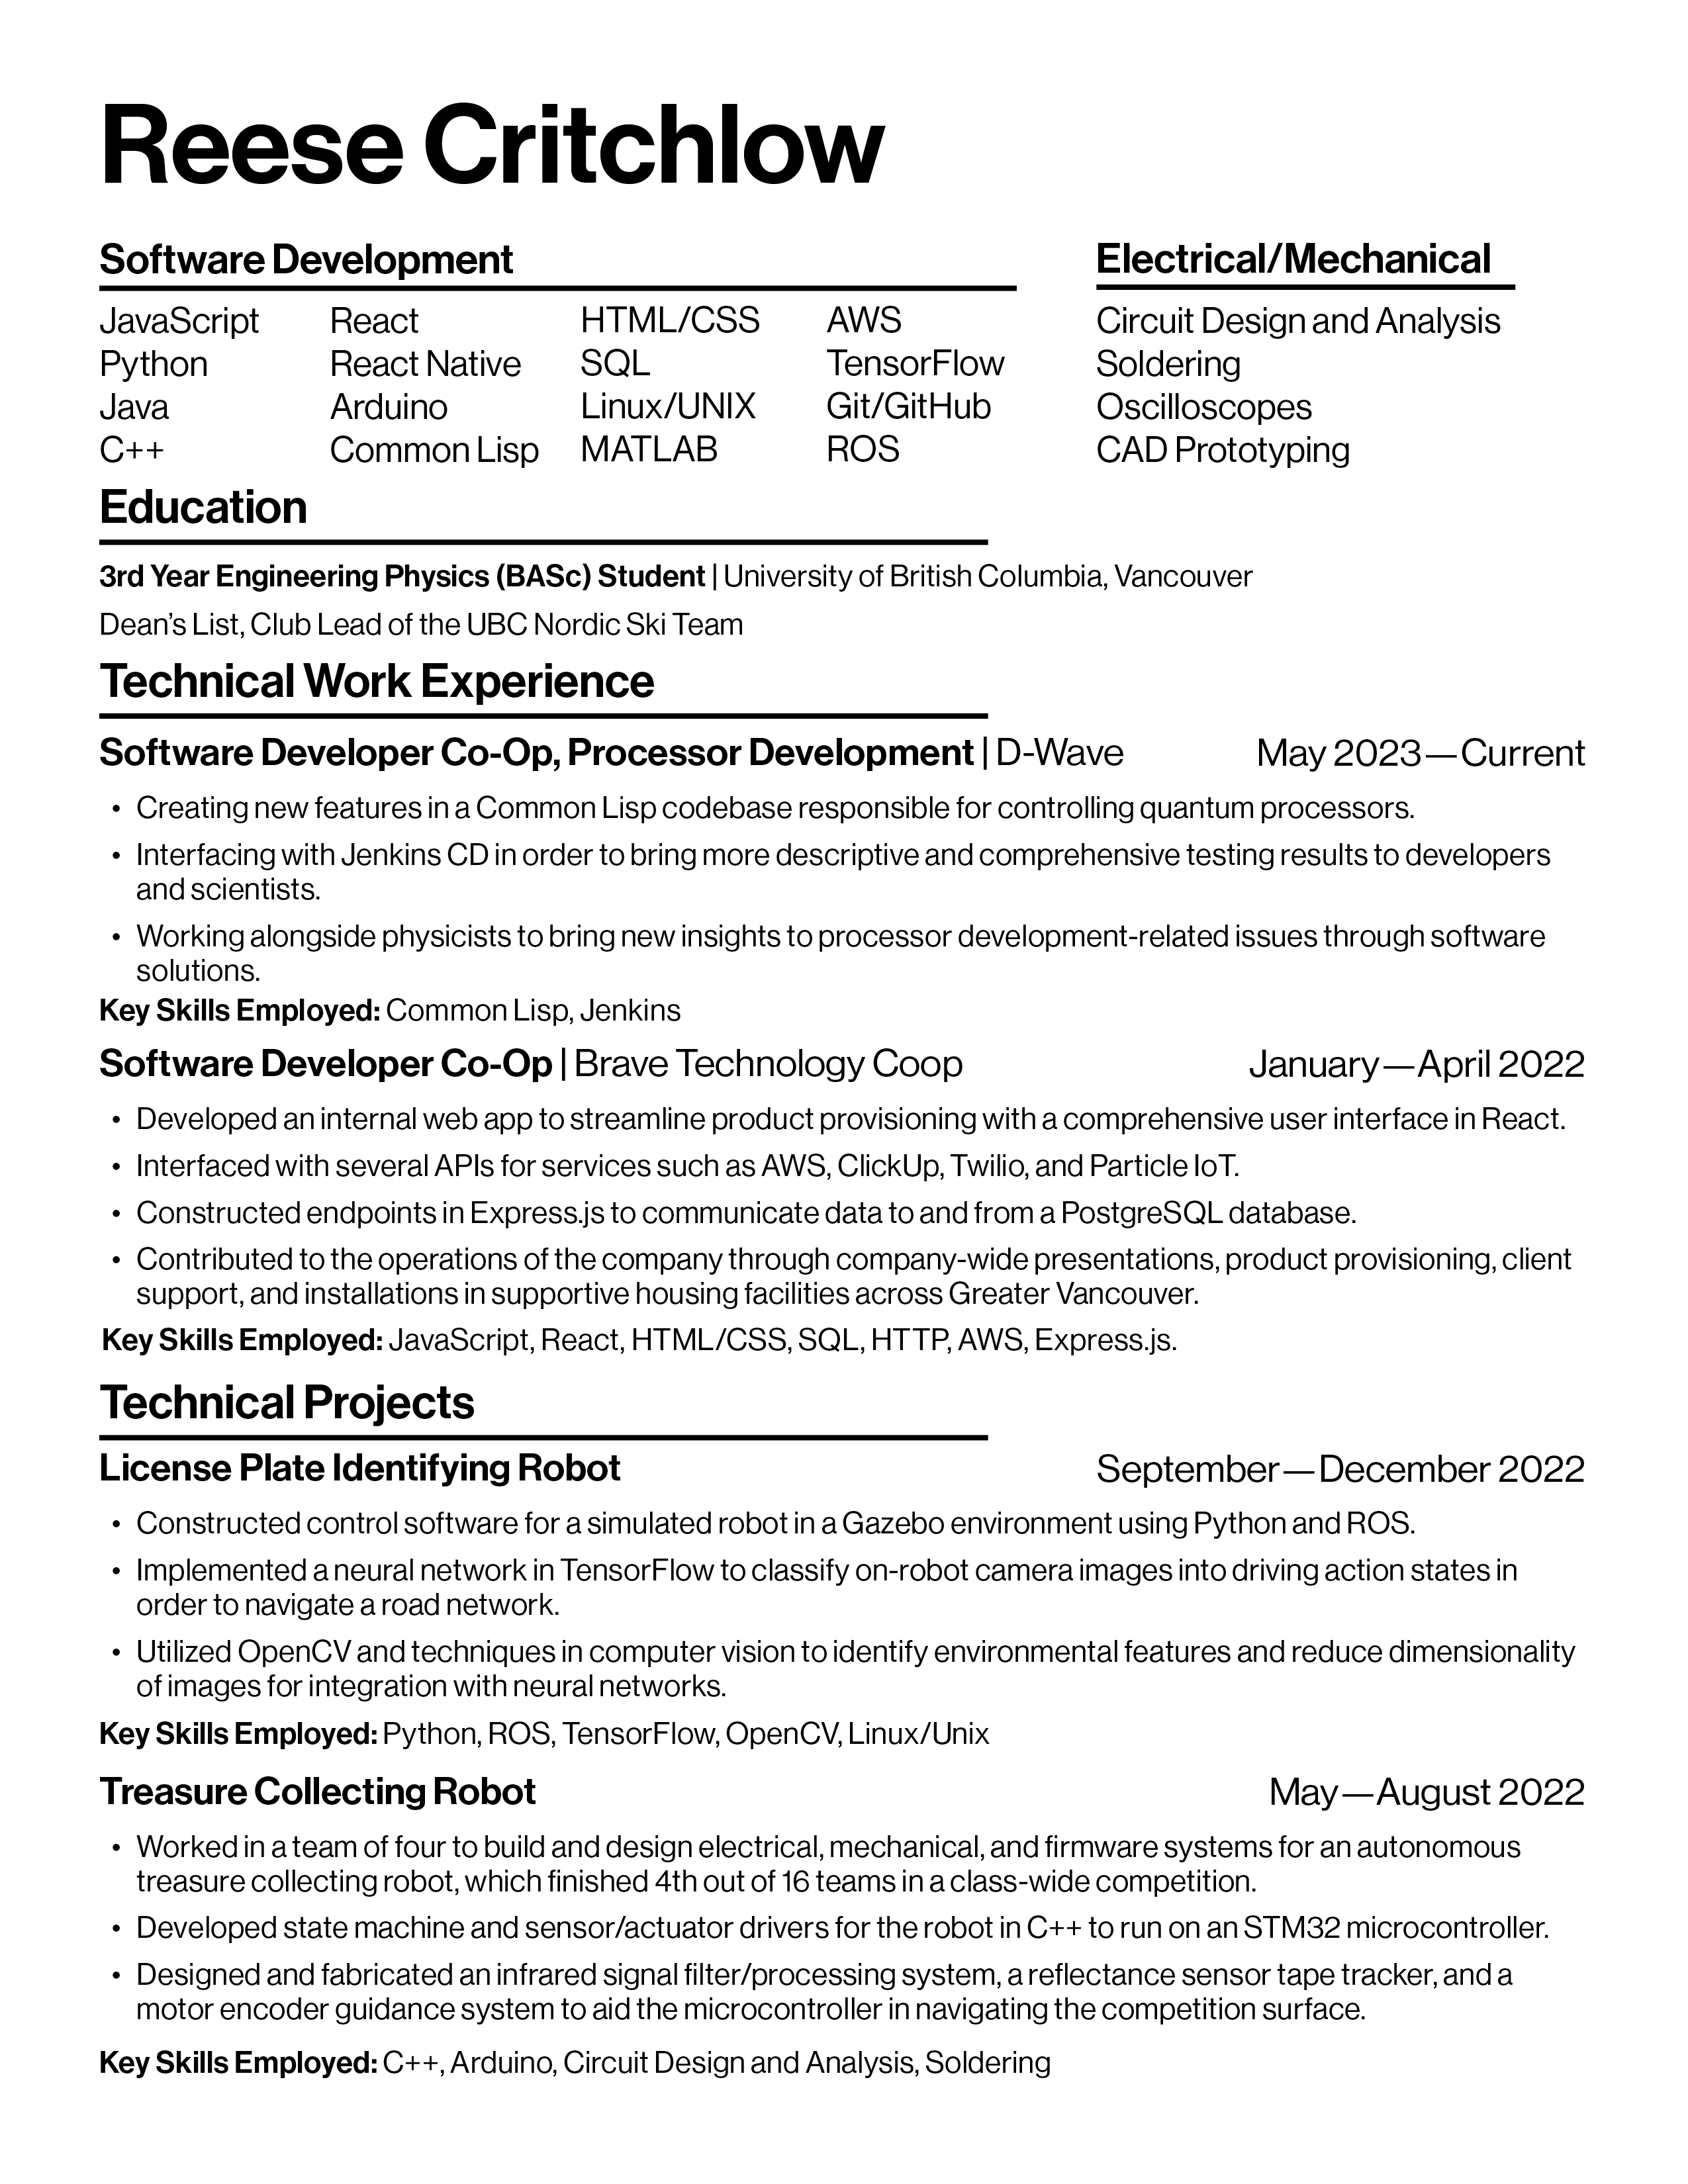 Reese Critchlow
Software Development
JavaScript React HTML/CSS AWS
Python React Native SQL TensorFlow
Java Arduino Linux/UNIX Git/GitHub
C++ Common Lisp MATLAB ROS
Electrical/Mechanical
Circuit Design and Analysis
Soldering
Oscilloscopes
CAD Prototyping
Education
3rd Year Engineering Physics (BASc) Student | University of British Columbia, Vancouver
Dean’s List, Club Lead of the UBC Nordic Ski Team
Technical Work Experience
Software Developer Co-Op, Processor Development | D-Wave May 2023—Current
• Creating new features in a Common Lisp codebase responsible for controlling quantum processors.
• Interfacing with Jenkins CD in order to bring more descriptive and comprehensive testing results to developers
and scientists.
• Working alongside physicists to bring new insights to processor development-related issues through software
solutions.
Key Skills Employed: Common Lisp, Jenkins
Software Developer Co-Op | Brave Technology Coop January—April 2022
• Developed an internal web app to streamline product provisioning with a comprehensive user interface in React.
• Interfaced with several APIs for services such as AWS, ClickUp, Twilio, and Particle IoT.
• Constructed endpoints in Express.js to communicate data to and from a PostgreSQL database.
• Contributed to the operations of the company through company-wide presentations, product provisioning, client
support, and installations in supportive housing facilities across Greater Vancouver.
Key Skills Employed: JavaScript, React, HTML/CSS, SQL, HTTP, AWS, Express.js.
Technical Projects
License Plate Identifying Robot September—December 2022
• Constructed control software for a simulated robot in a Gazebo environment using Python and ROS.
• Implemented a neural network in TensorFlow to classify on-robot camera images into driving action states in
order to navigate a road network.
• Utilized OpenCV and techniques in computer vision to identify environmental features and reduce dimensionality
of images for integration with neural networks.
Key Skills Employed: Python, ROS, TensorFlow, OpenCV, Linux/Unix
Treasure Collecting Robot May—August 2022
• Worked in a team of four to build and design electrical, mechanical, and firmware systems for an autonomous
treasure collecting robot, which finished 4th out of 16 teams in a class-wide competition.
• Developed state machine and sensor/actuator drivers for the robot in C++ to run on an STM32 microcontroller.
• Designed and fabricated an infrared signal filter/processing system, a reflectance sensor tape tracker, and a
motor encoder guidance system to aid the microcontroller in navigating the competition surface.
Key Skills Employed: C++, Arduino, Circuit Design and Analysis, Soldering